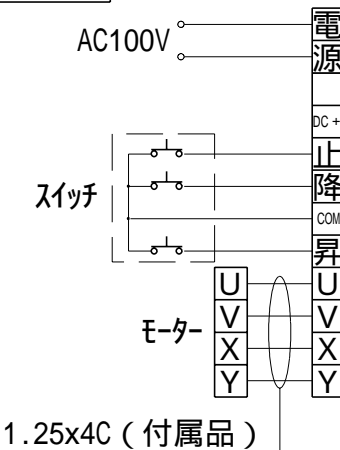 AC100V
電
源
DC +
止
降
COM
昇
スイッチ
U
V
X
Y
モーター
U
V
X
Y
1.25x4C（付属品）